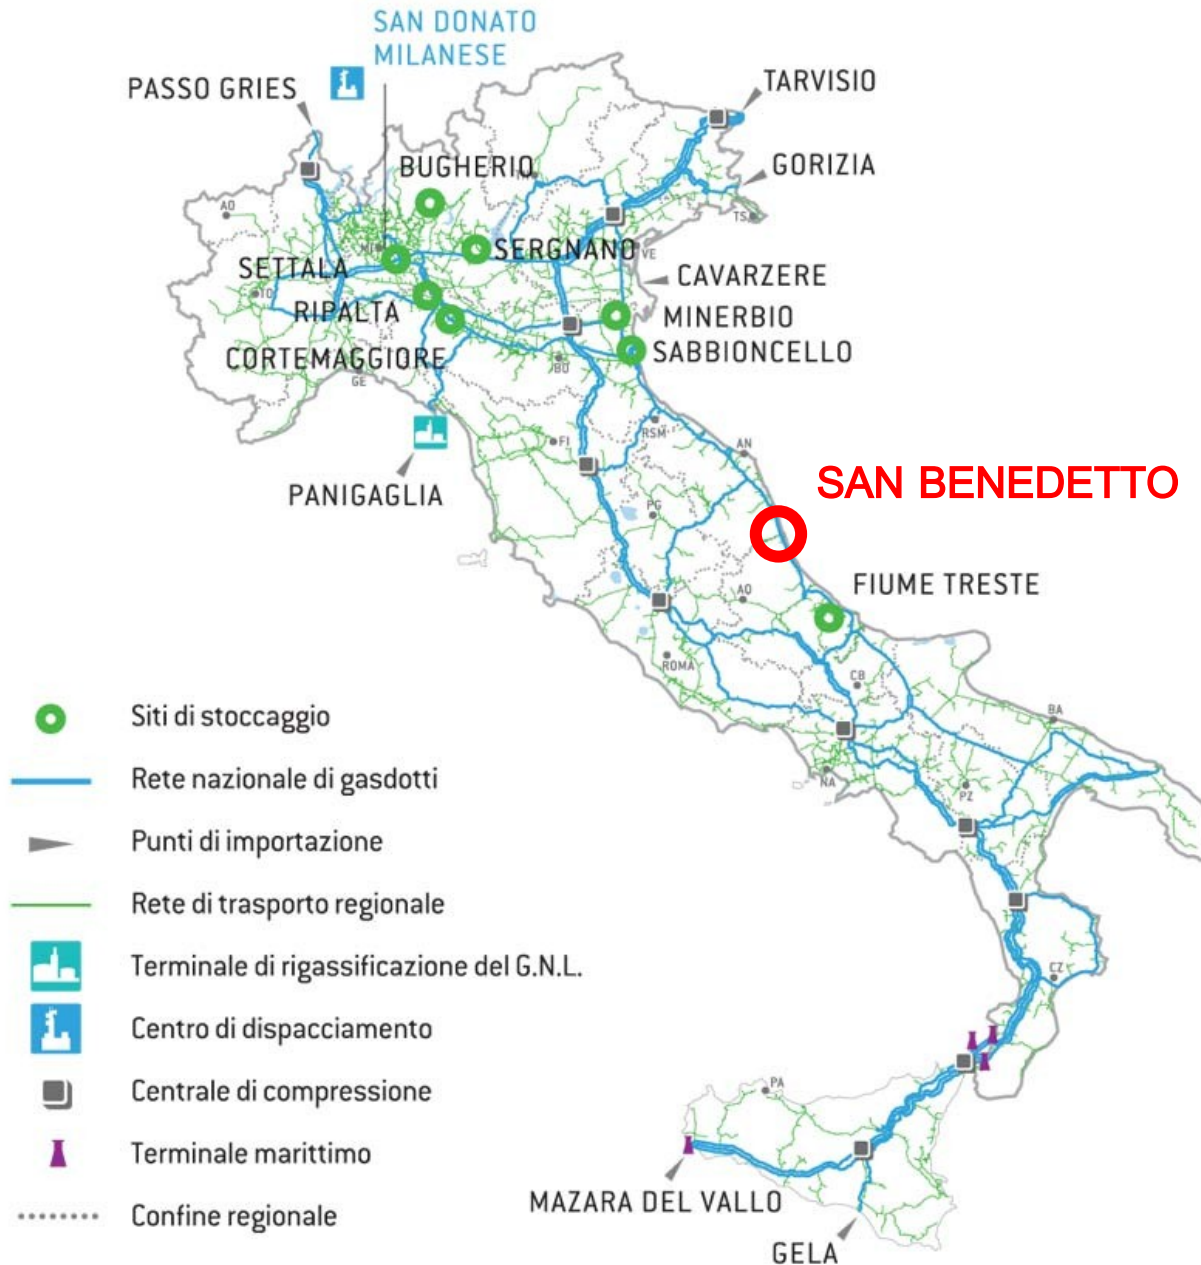 SAN DONATO
MILANESE
PASSO GRIES
TARVISIO
BUGHERIO
GORIZIA
TN
AO
TS
MI
SERGNANO
VE
SETTALA
CAVARZERE
TO
RIPALTA
MINERBIO
CORTEMAGGIORE
SABBIONCELLO
BO
GE
RSM
FI
AN
PANIGAGLIA
SAN BENEDETTO
PG
FIUME TRESTE
AQ
ROMA
CB
BA
NA
PZ
CZ
PA
MAZARA DEL VALLO
GELA
Siti di stoccaggio
Rete nazionale di gasdotti
Punti di importazione
Rete di trasporto regionale
Terminale di rigassificazione del G.N.L.
Centro di dispacciamento
Centrale di compressione
Terminale marittimo
Confine regionale